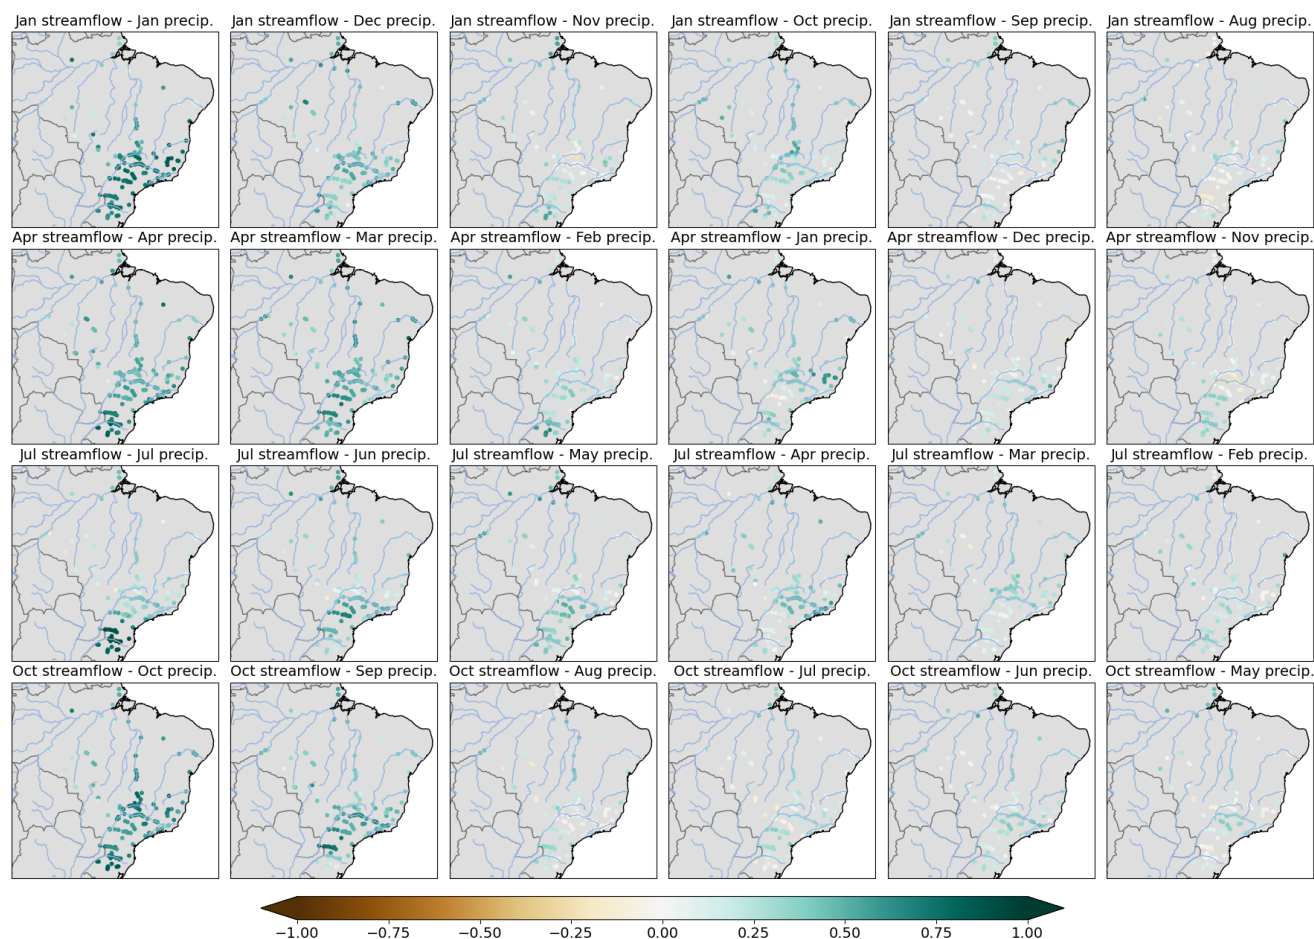 Jan streamflow - Jan precip. Jan streamflow - Dec precip. Jan streamflow - Nov precip. Jan streamflow - Oct precip. Jan streamflow - Sep precip. Jan streamflow - Aug precip.
Apr streamflow - Apr precip. Apr streamflow - Mar precip. Apr streamflow - Feb precip. Apr streamflow - Jan precip. Apr streamflow - Dec precip. Apr streamflow - Nov precip.
Jul streamflow - Jul precip. Jul streamflow - Jun precip. Jul streamflow - May precip. Jul streamflow - Apr precip. Jul streamflow - Mar precip. Jul streamflow - Feb precip.
Oct streamflow - Oct precip. Oct streamflow - Sep precip. Oct streamflow - Aug precip. Oct streamflow - Jul precip. Oct streamflow - Jun precip. Oct streamflow - May precip.
−1.00 −0.75 −0.50 −0.25 0.00 0.25 0.50 0.75 1.00